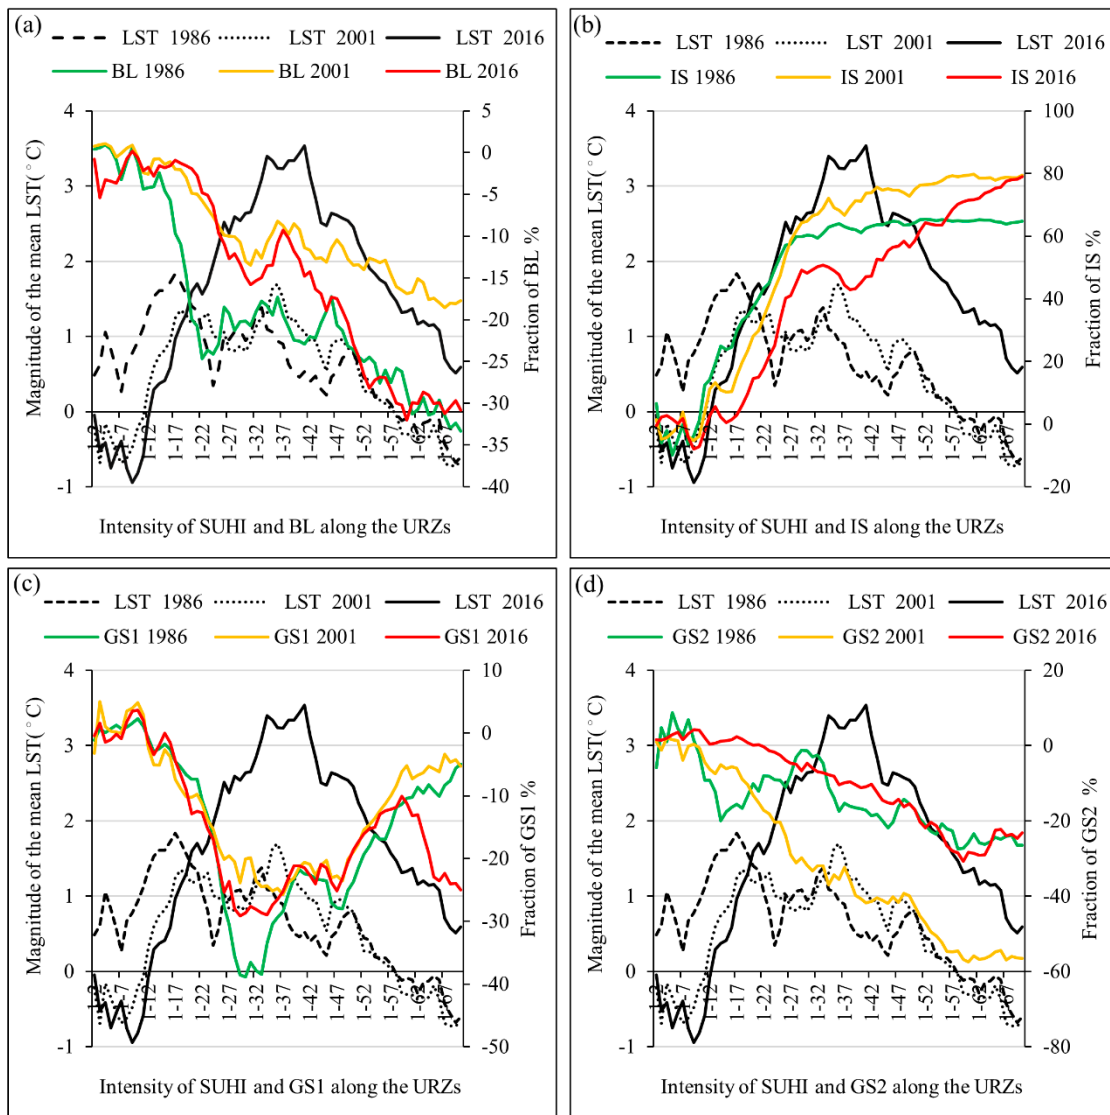 (a)
LST 1986 LST 2001 LST 2016
BL 1986 BL 2001 BL 2016
Magnitude of the mean LST(°C)
4
3
2
1
0
-1
5
0
-5
-10
-15
-20
-25
-30
-35
-40
Fraction of BL %
1-2 1-7 1-12 1-17 1-22 1-27 1-32 1-37 1-42 1-47 1-52 1-57 1-62 1-67
Intensity of SUHI and BL along the URZs
(b)
LST 1986 LST 2001 LST 2016
IS 1986 IS 2001 IS 2016
Magnitude of the mean LST(°C)
4
3
2
1
0
-1
100
80
60
40
20
0
-20
Fraction of IS %
1-2 1-7 1-12 1-17 1-22 1-27 1-32 1-37 1-42 1-47 1-52 1-57 1-62 1-67
Intensity of SUHI and IS along the URZs
(c)
LST 1986 LST 2001 LST 2016
GS1 1986 GS1 2001 GS1 2016
Magnitude of the mean LST(°C)
4
3
2
1
0
-1
10
0
-10
-20
-30
-40
-50
Fraction of GS1 %
1-2 1-7 1-12 1-17 1-22 1-27 1-32 1-37 1-42 1-47 1-52 1-57 1-62 1-67
Intensity of SUHI and GS1 along the URZs
(d)
LST 1986 LST 2001 LST 2016
GS2 1986 GS2 2001 GS2 2016
Magnitude of the mean LST(°C)
4
3
2
1
0
-1
20
0
-20
-40
-60
-80
Fraction of GS2 %
1-2 1-7 1-12 1-17 1-22 1-27 1-32 1-37 1-42 1-47 1-52 1-57 1-62 1-67
Intensity of SUHI and GS2 along the URZs